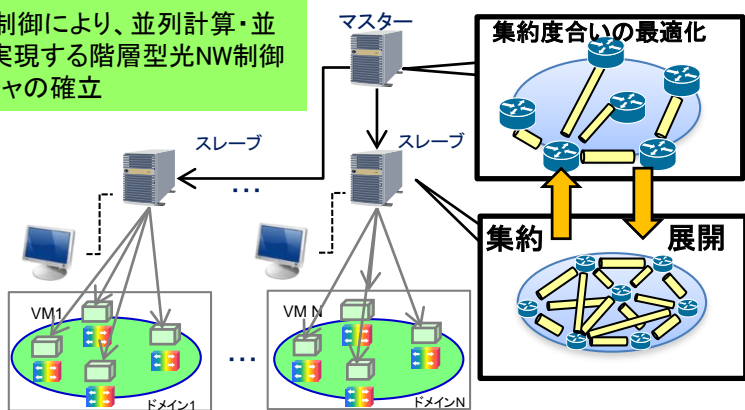 制御により、並列計算・並
実現する階層型光NW制御
ャの確立
マスター
集約度合いの最適化
スレーブ
スレーブ
...
集約
展開
VM1
VM N
...
ドメイン1
ドメインN